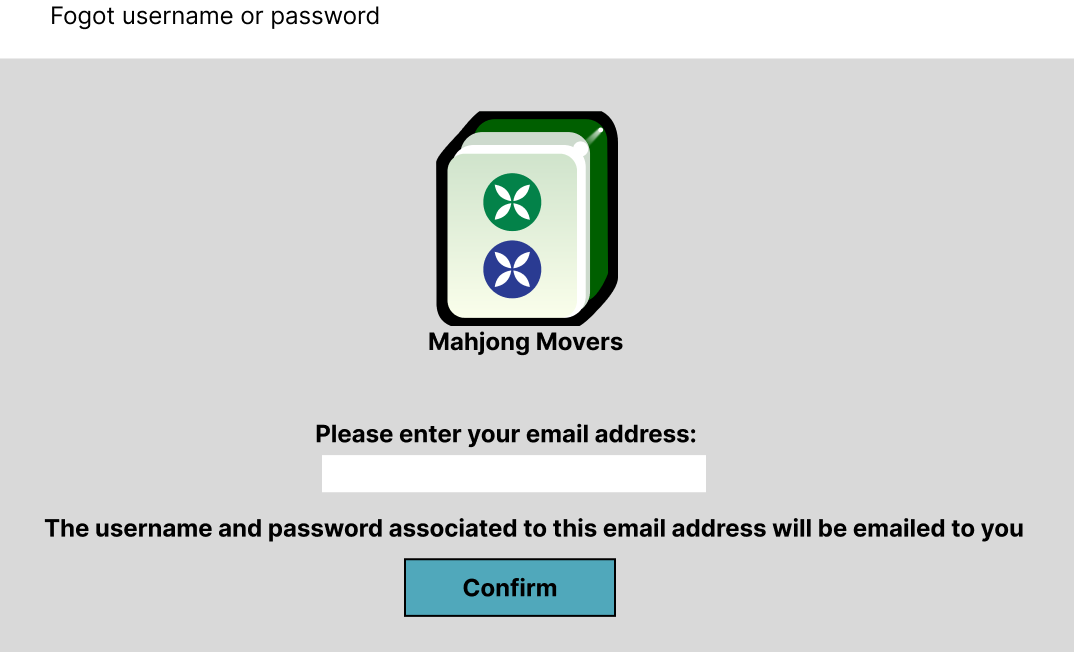 Fogot username or password
Mahjong Movers
Please enter your email address:
The username and password associated to this email address will be emailed to you
Confirm